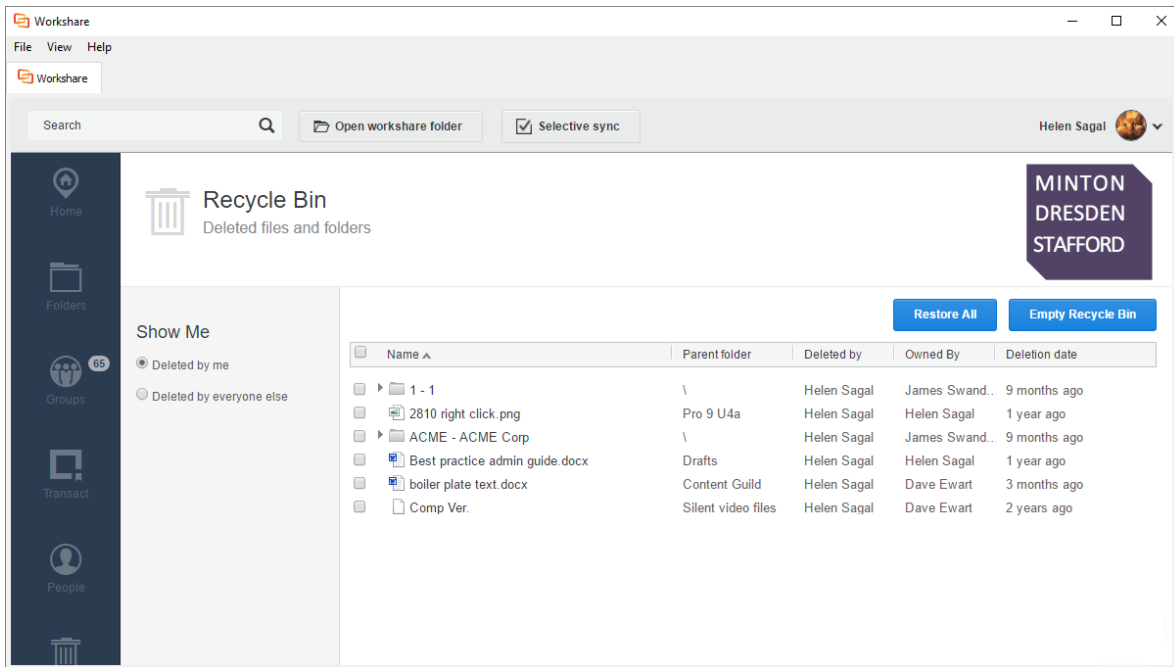 Workshare
File View Help
Workshare
Search Open workshare folder Selective sync Helen Sagal
Home
Folders
65
Groups
Transact
People
Recycle Bin
Deleted files and folders
MINTON
DRESDEN
STAFFORD
Show Me
Deleted by me
Deleted by everyone else
Restore All Empty Recycle Bin
Name Parent folder Deleted by Owned By Deletion date
1 - 1 \ Helen Sagal James Swand... 9 months ago
2810 right click.png Pro 9 U4a Helen Sagal Helen Sagal 1 year ago
ACME - ACME Corp \ Helen Sagal James Swand... 9 months ago
Best practice admin guide.docx Drafts Helen Sagal Helen Sagal 1 year ago
boiler plate text.docx Content Guild Helen Sagal Dave Ewart 3 months ago
Comp Ver. Silent video files Helen Sagal Dave Ewart 2 years ago